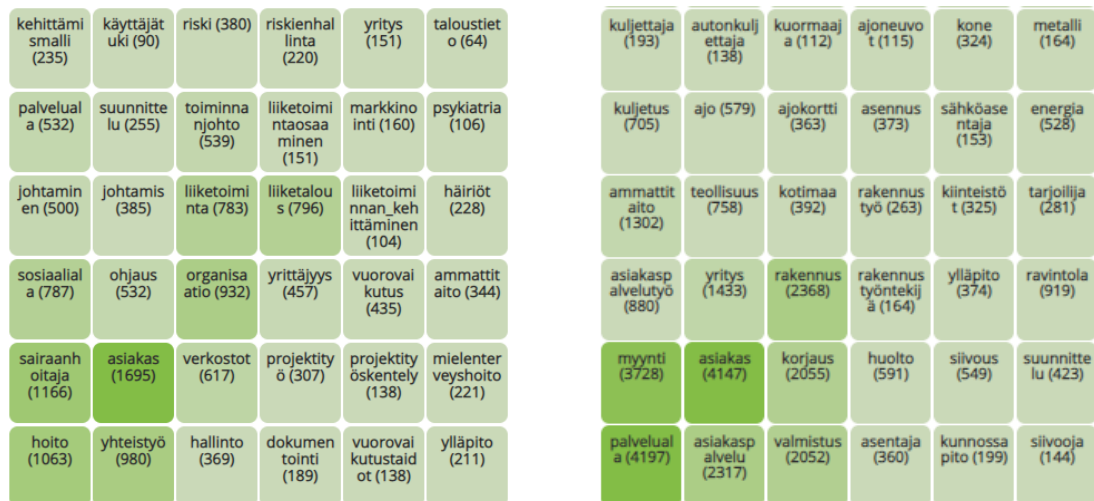 kehittämi
smalli
(235)
käyttäjät
uki (90)
riski (380)
riskienhal
linta
(220)
yritys
(151)
taloustiet
o (64)
palvelual
a (532)
suunnitte
lu (255)
toiminna
njohto
(539)
liiketoimi
ntaosaa
minen
(151)
markkino
inti (160)
psykiatria
(106)
johtamin
en (500)
johtamis
(385)
liiketoimi
nta (783)
liiketalou
s (796)
liiketoimi
nnan_keh
ittäminen
(104)
häiriöt
(228)
sosiaalial
a (787)
ohjaus
(532)
organisa
atio (932)
yrittäjyys
(457)
vuorovai
kutus
(435)
ammattit
aito (344)
sairaanh
oitaja
(1166)
asiakas
(1695)
verkostot
(617)
projektity
ö (307)
projektity
öskentely
(138)
mielenter
veyshoito
(221)
hoito
(1063)
yhteistyö
(980)
hallinto
(369)
dokumen
tointi
(189)
vuorovai
kutustaid
ot (138)
ylläpito
(211)
kuljettaja
(193)
autonkulj
ettaja
(138)
kuormaaj
a (112)
ajoneuvo
t (115)
kone
(324)
metalli
(164)
kuljetus
(705)
ajo (579)
ajokortti
(363)
asennus
(373)
sähköase
ntaja
(153)
energia
(528)
ammattit
aito
(1302)
teollisuus
(758)
kotimaa
(392)
rakennus
työ (263)
kiinteistö
t (325)
tarjoilija
(281)
asiakasp
alvelutyö
(880)
yritys
(1433)
rakennus
(2368)
rakennus
työntekij
ä (164)
ylläpito
(374)
ravintola
(919)
myynti
(3728)
asiakas
(4147)
korjaus
(2055)
huolto
(591)
siivous
(549)
suunnitte
lu (423)
palvelual
a (4197)
asiakasp
alvelu
(2317)
valmistus
(2052)
asentaja
(360)
kunnossa
pito (199)
siivooja
(144)